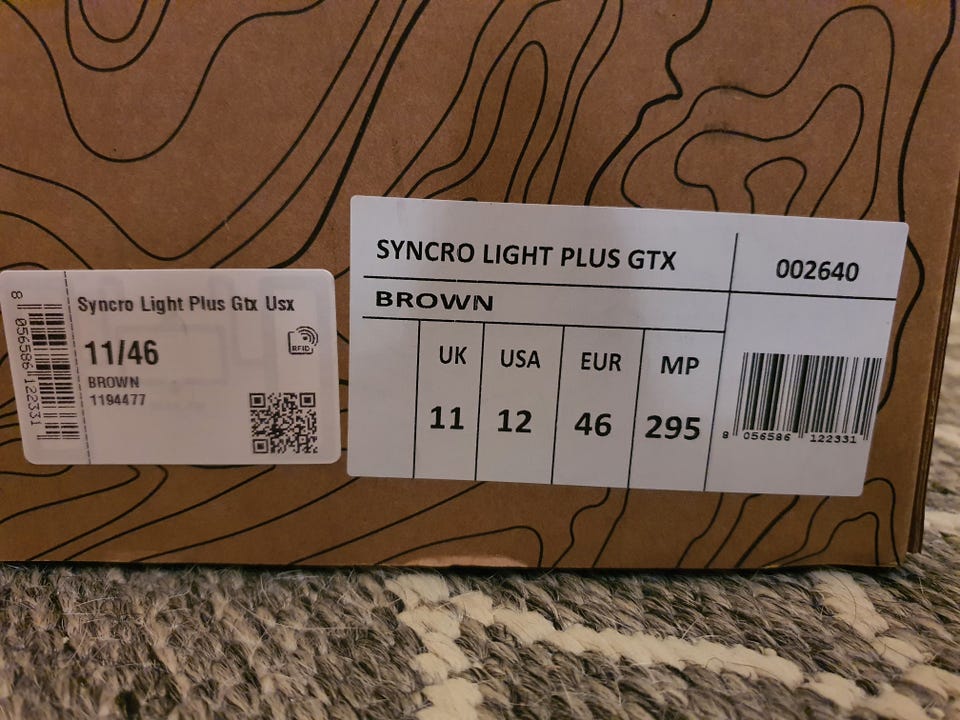 Syncro Light Plus Gtx Usx
11/46
BROWN
1194477
RFID
8 056586 122331
SYNCRO LIGHT PLUS GTX
002640
BROWN
UK USA EUR MP
11 12 46 295
8 056586 122331